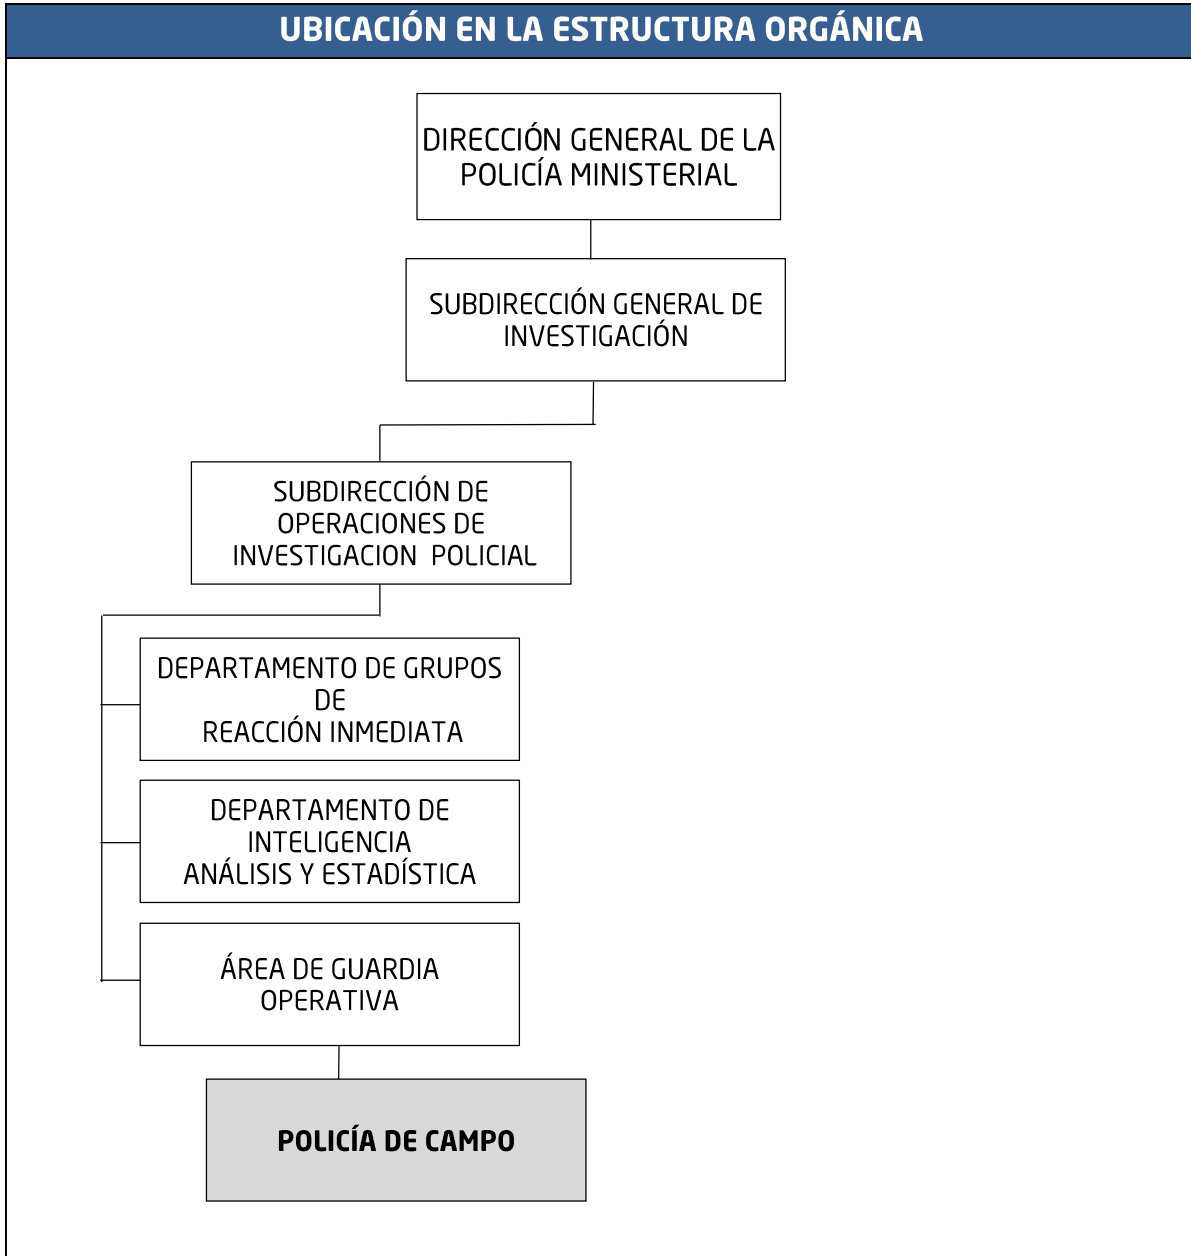 UBICACIÓN EN LA ESTRUCTURA ORGÁNICA
DIRECCIÓN GENERAL DE LA
POLICÍA MINISTERIAL
SUBDIRECCIÓN GENERAL DE
INVESTIGACIÓN
SUBDIRECCIÓN DE
OPERACIONES DE
INVESTIGACION POLICIAL
DEPARTAMENTO DE GRUPOS
DE
REACCIÓN INMEDIATA
DEPARTAMENTO DE
INTELIGENCIA
ANÁLISIS Y ESTADÍSTICA
ÁREA DE GUARDIA
OPERATIVA
POLICÍA DE CAMPO